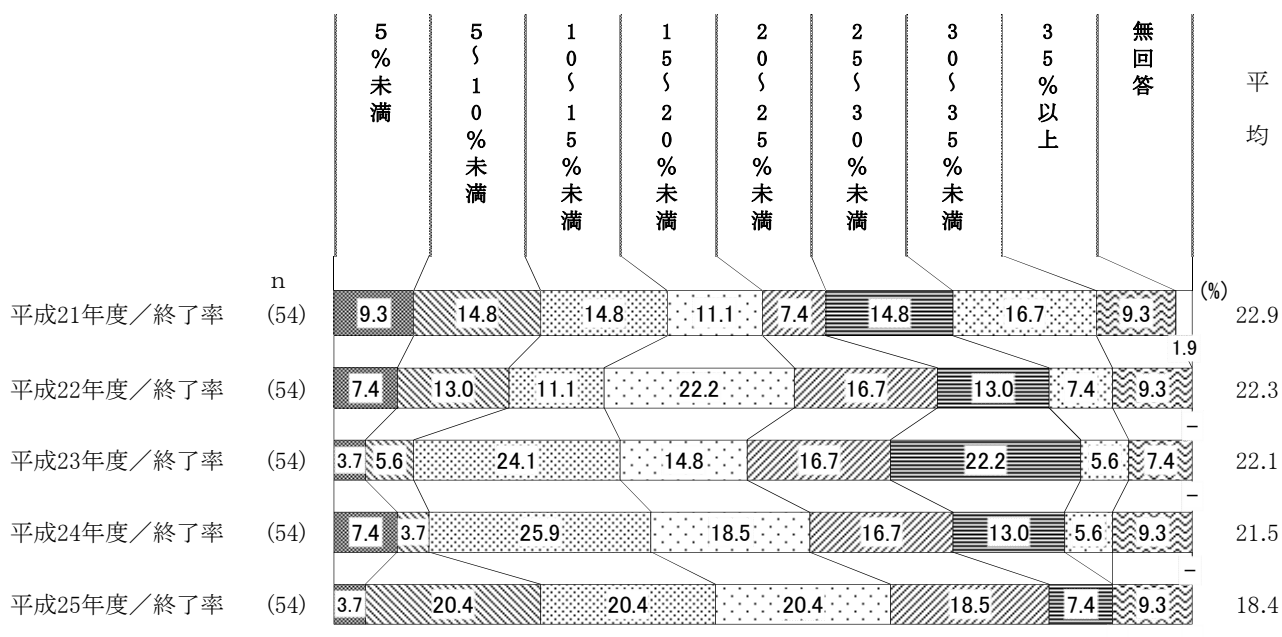 5%未満
5~10%未満
10~15%未満
15~20%未満
20~25%未満
25~30%未満
30~35%未満
35%以上
無回答
平均
n
(%)
平成21年度/終了率 (54) 9.3 14.8 14.8 11.1 7.4 14.8 16.7 9.3 22.9
1.9
平成22年度/終了率 (54) 7.4 13.0 11.1 22.2 16.7 13.0 7.4 9.3 22.3
-
平成23年度/終了率 (54) 3.7 5.6 24.1 14.8 16.7 22.2 5.6 7.4 22.1
-
平成24年度/終了率 (54) 7.4 3.7 25.9 18.5 16.7 13.0 5.6 9.3 21.5
-
平成25年度/終了率 (54) 3.7 20.4 20.4 20.4 18.5 7.4 9.3 18.4